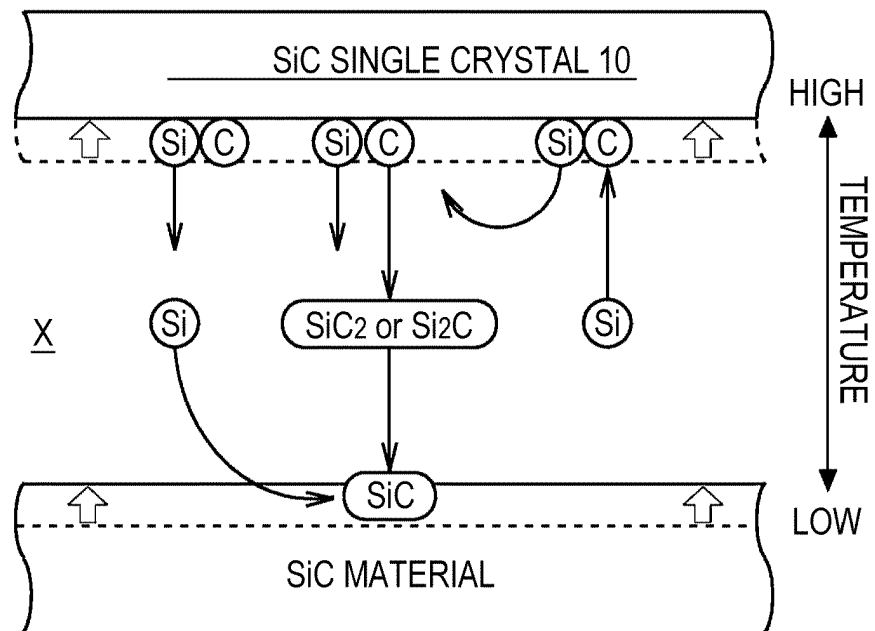 SiC SINGLE CRYSTAL 10
HIGH
Si C Si C Si C
TEMPERATURE
X
Si
SiC2 or Si2C
Si
SiC
LOW
SiC MATERIAL